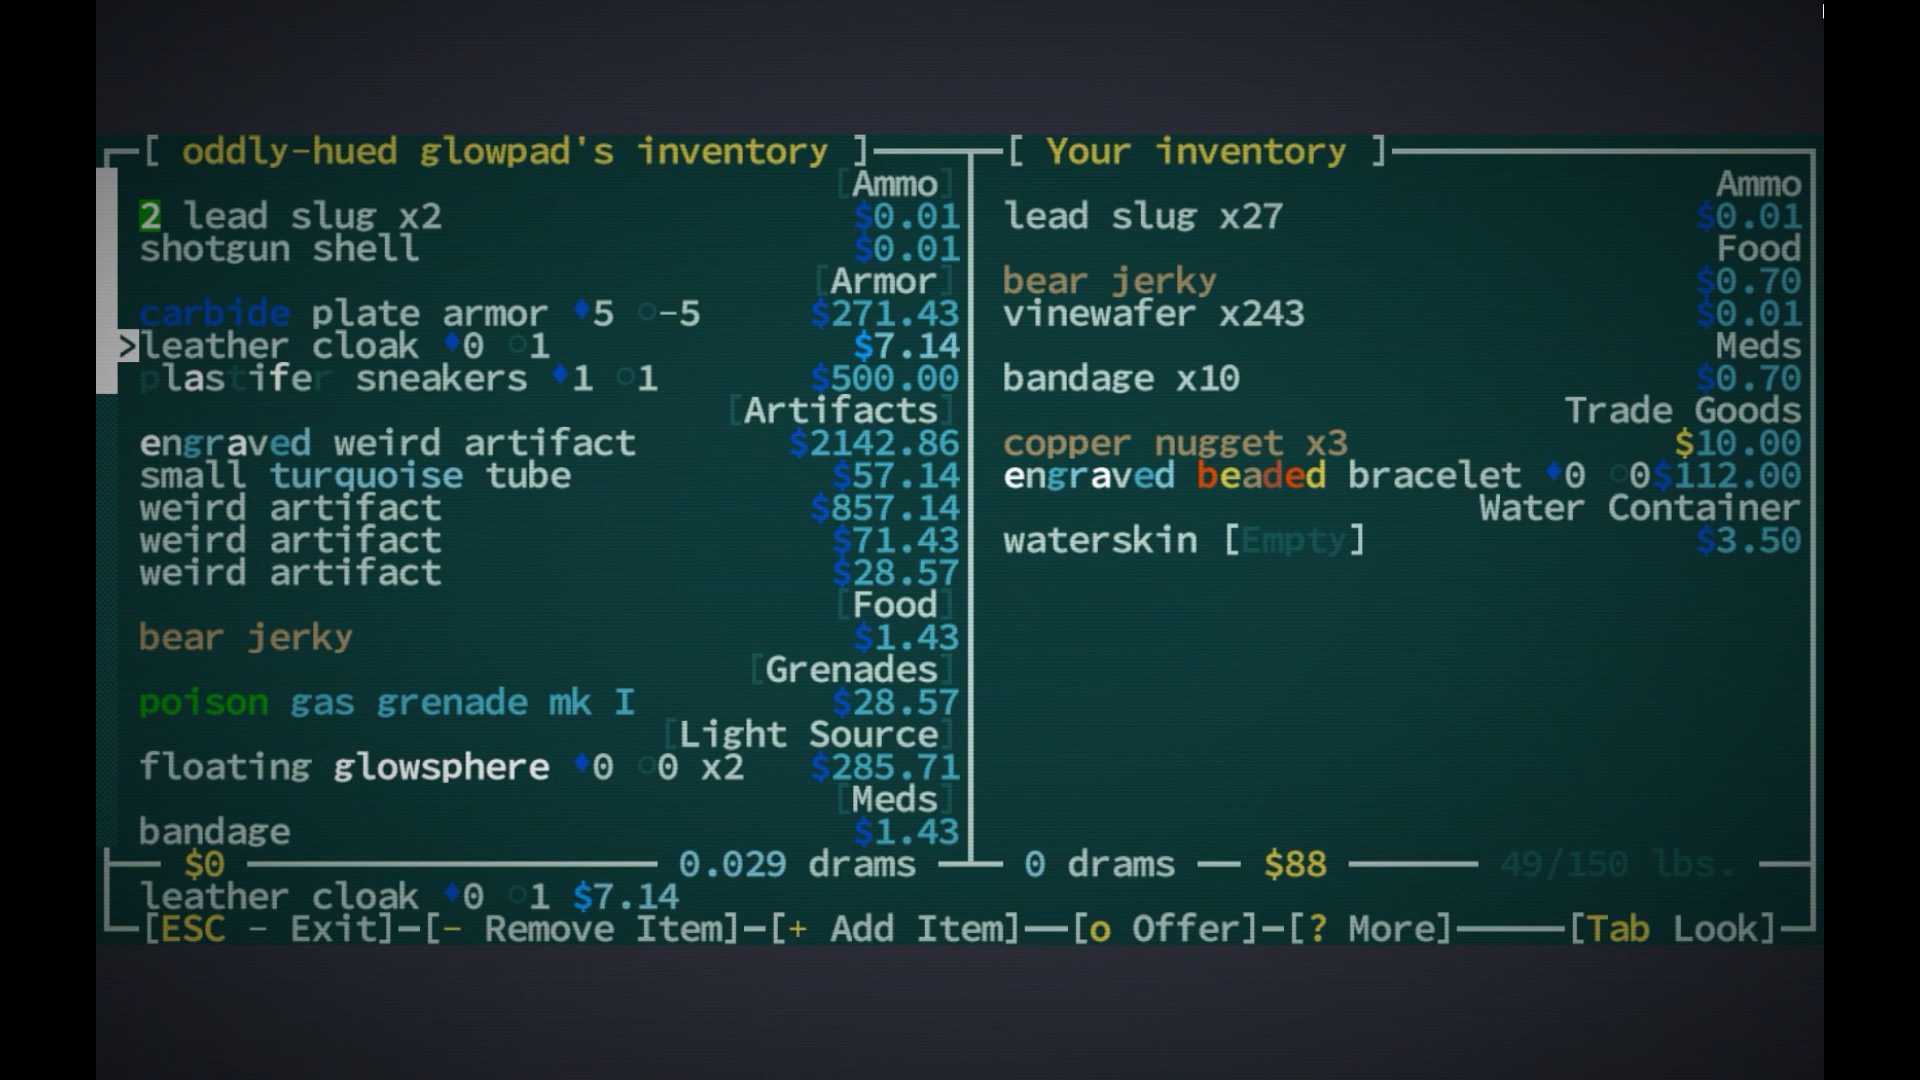 [ oddly-hued glowpad's inventory ]
[Ammo]
2 lead slug x2 $0.01
shotgun shell $0.01
[Armor]
carbide plate armor ♦5 ○-5 $271.43
>leather cloak ♦0 ○1 $7.14
plastifer sneakers ♦1 ○1 $500.00
[Artifacts]
engraved weird artifact $2142.86
small turquoise tube $57.14
weird artifact $857.14
weird artifact $71.43
weird artifact $28.57
[Food]
bear jerky $1.43
[Grenades]
poison gas grenade mk I $28.57
[Light Source]
floating glowsphere ♦0 ○0 x2 $285.71
[Meds]
bandage $1.43
$0 0.029 drams
[ Your inventory ]
Ammo
lead slug x27 $0.01
Food
bear jerky $0.70
vinewafer x243 $0.01
Meds
bandage x10 $0.70
Trade Goods
copper nugget x3 $10.00
engraved beaded bracelet ♦0 ○0$112.00
Water Container
waterskin [Empty] $3.50
0 drams $88 49/150 lbs.
leather cloak ♦0 ○1 $7.14
[ESC - Exit]-[- Remove Item]-[+ Add Item]-[o Offer]-[? More] [Tab Look]